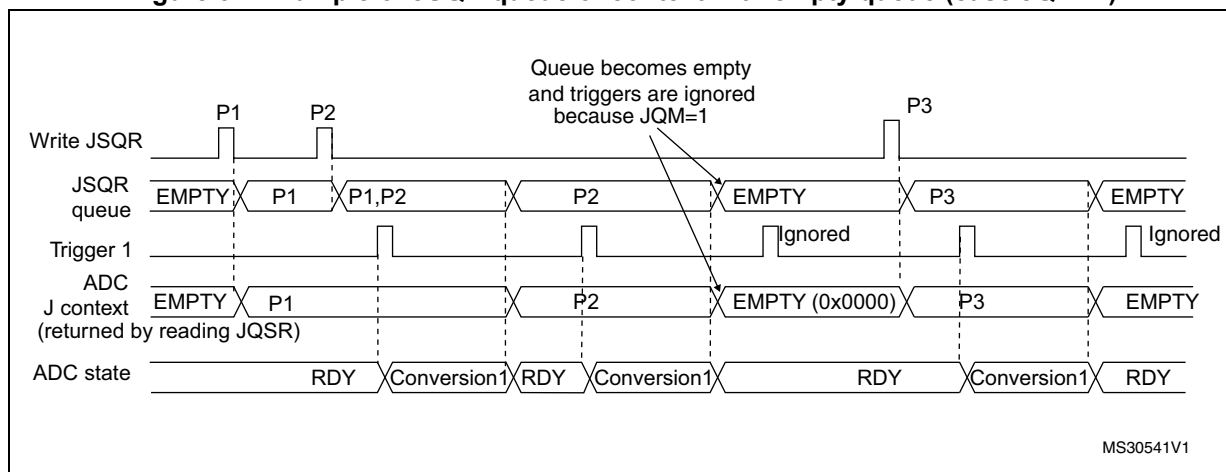 Queue becomes empty
and triggers are ignored
because JQM=1
P1
P2
P3
Write JSQR
JSQR
queue
EMPTY
P1
P1,P2
P2
EMPTY
P3
EMPTY
Trigger 1
Ignored
Ignored
ADC
J context
(returned by reading JQSR)
EMPTY
P1
P2
EMPTY (0x0000)
P3
EMPTY
ADC state
RDY
Conversion1
RDY
Conversion1
RDY
Conversion1
RDY
MS30541V1